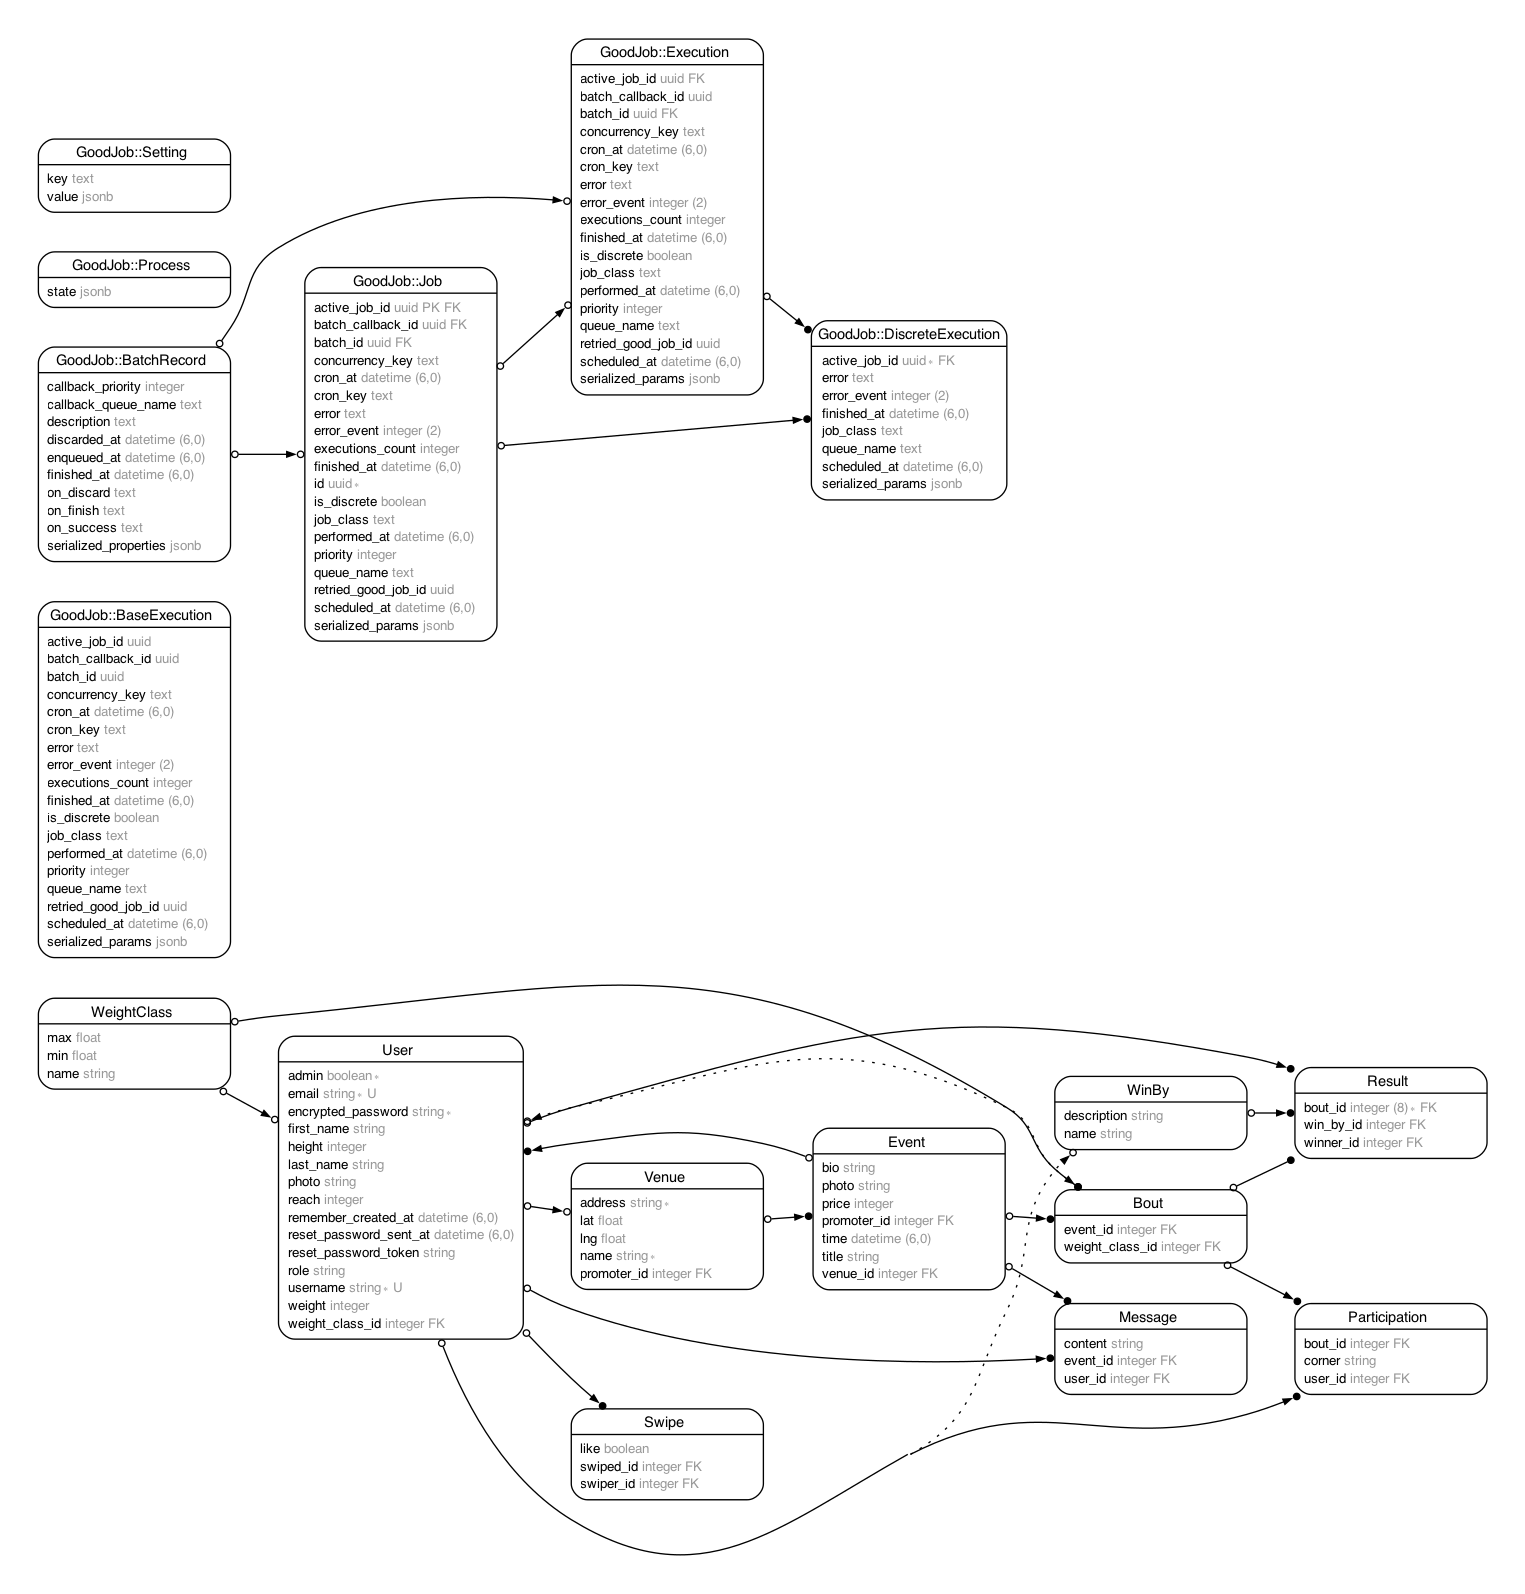 GoodJob::Execution
active_job_id uuid FK
batch_callback_id uuid
batch_id uuid FK
concurrency_key text
cron_at datetime (6,0)
cron_key text
error text
error_event integer (2)
executions_count integer
finished_at datetime (6,0)
is_discrete boolean
job_class text
performed_at datetime (6,0)
priority integer
queue_name text
retried_good_job_id uuid
scheduled_at datetime (6,0)
serialized_params jsonb
GoodJob::Setting
key text
value jsonb
GoodJob::Process
state jsonb
GoodJob::BatchRecord
callback_priority integer
callback_queue_name text
description text
discarded_at datetime (6,0)
enqueued_at datetime (6,0)
finished_at datetime (6,0)
on_discard text
on_finish text
on_success text
serialized_properties jsonb
GoodJob::Job
active_job_id uuid PK FK
batch_callback_id uuid FK
batch_id uuid FK
concurrency_key text
cron_at datetime (6,0)
cron_key text
error text
error_event integer (2)
executions_count integer
finished_at datetime (6,0)
id uuid *
is_discrete boolean
job_class text
performed_at datetime (6,0)
priority integer
queue_name text
retried_good_job_id uuid
scheduled_at datetime (6,0)
serialized_params jsonb
GoodJob::DiscreteExecution
active_job_id uuid * FK
error text
error_event integer (2)
finished_at datetime (6,0)
job_class text
queue_name text
scheduled_at datetime (6,0)
serialized_params jsonb
GoodJob::BaseExecution
active_job_id uuid
batch_callback_id uuid
batch_id uuid
concurrency_key text
cron_at datetime (6,0)
cron_key text
error text
error_event integer (2)
executions_count integer
finished_at datetime (6,0)
is_discrete boolean
job_class text
performed_at datetime (6,0)
priority integer
queue_name text
retried_good_job_id uuid
scheduled_at datetime (6,0)
serialized_params jsonb
WeightClass
max float
min float
name string
User
admin boolean *
email string * U
encrypted_password string *
first_name string
height integer
last_name string
photo string
reach integer
remember_created_at datetime (6,0)
reset_password_sent_at datetime (6,0)
reset_password_token string
role string
username string * U
weight integer
weight_class_id integer FK
Venue
address string *
lat float
lng float
name string *
promoter_id integer FK
Event
bio string
photo string
price integer
promoter_id integer FK
time datetime (6,0)
title string
venue_id integer FK
WinBy
description string
name string
Result
bout_id integer (8) * FK
win_by_id integer FK
winner_id integer FK
Bout
event_id integer FK
weight_class_id integer FK
Message
content string
event_id integer FK
user_id integer FK
Participation
bout_id integer FK
corner string
user_id integer FK
Swipe
like boolean
swiped_id integer FK
swiper_id integer FK